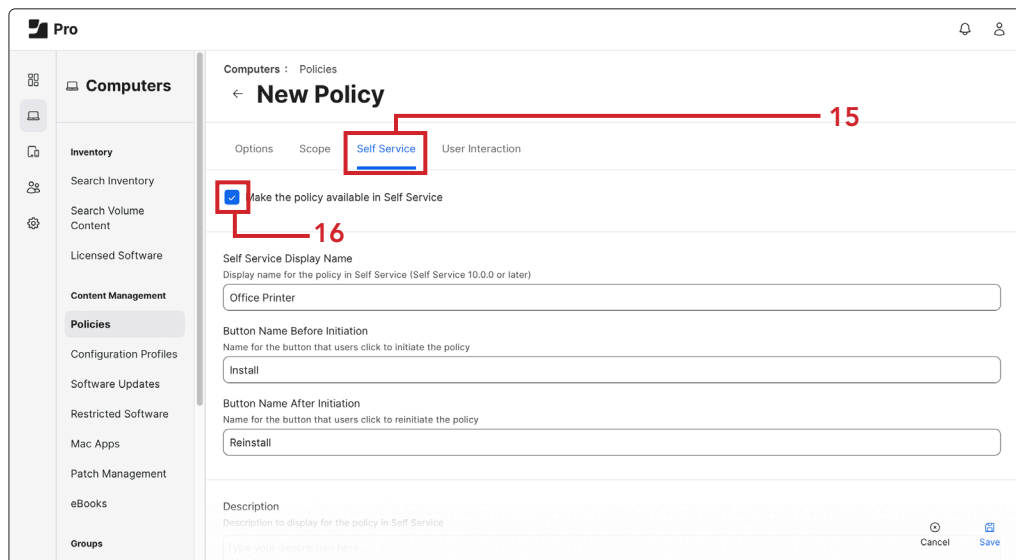 Pro
Computers
Inventory
Search Inventory
Search Volume
Content
Licensed Software
Content Management
Policies
Configuration Profiles
Software Updates
Restricted Software
Mac Apps
Patch Management
eBooks
Groups
Computers : Policies
← New Policy
15
Options Scope Self Service User Interaction
Make the policy available in Self Service
16
Self Service Display Name
Display name for the policy in Self Service (Self Service 10.0.0 or later)
Office Printer
Button Name Before Initiation
Name for the button that users click to initiate the policy
Install
Button Name After Initiation
Name for the button that users click to reinitiate the policy
Reinstall
Description
Description to display for the policy in Self Service
Type your description here...
Cancel Save